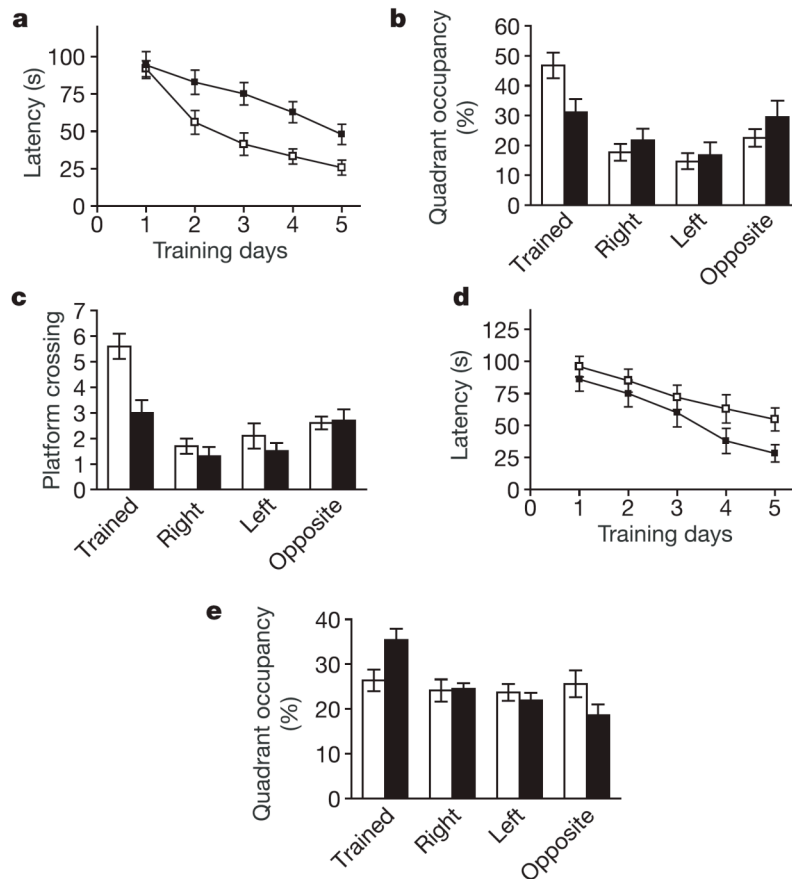 a
Latency (s)
100
75
50
25
0
0 1 2 3 4 5
Training days
b
Quadrant occupancy
(%)
60
50
40
30
20
10
0
Trained Right Left Opposite
c
Platform crossing
7
6
5
4
3
2
1
0
Trained Right Left Opposite
d
Latency (s)
125
100
75
50
25
0
0 1 2 3 4 5
Training days
e
Quadrant occupancy
(%)
40
30
20
10
0
Trained Right Left Opposite